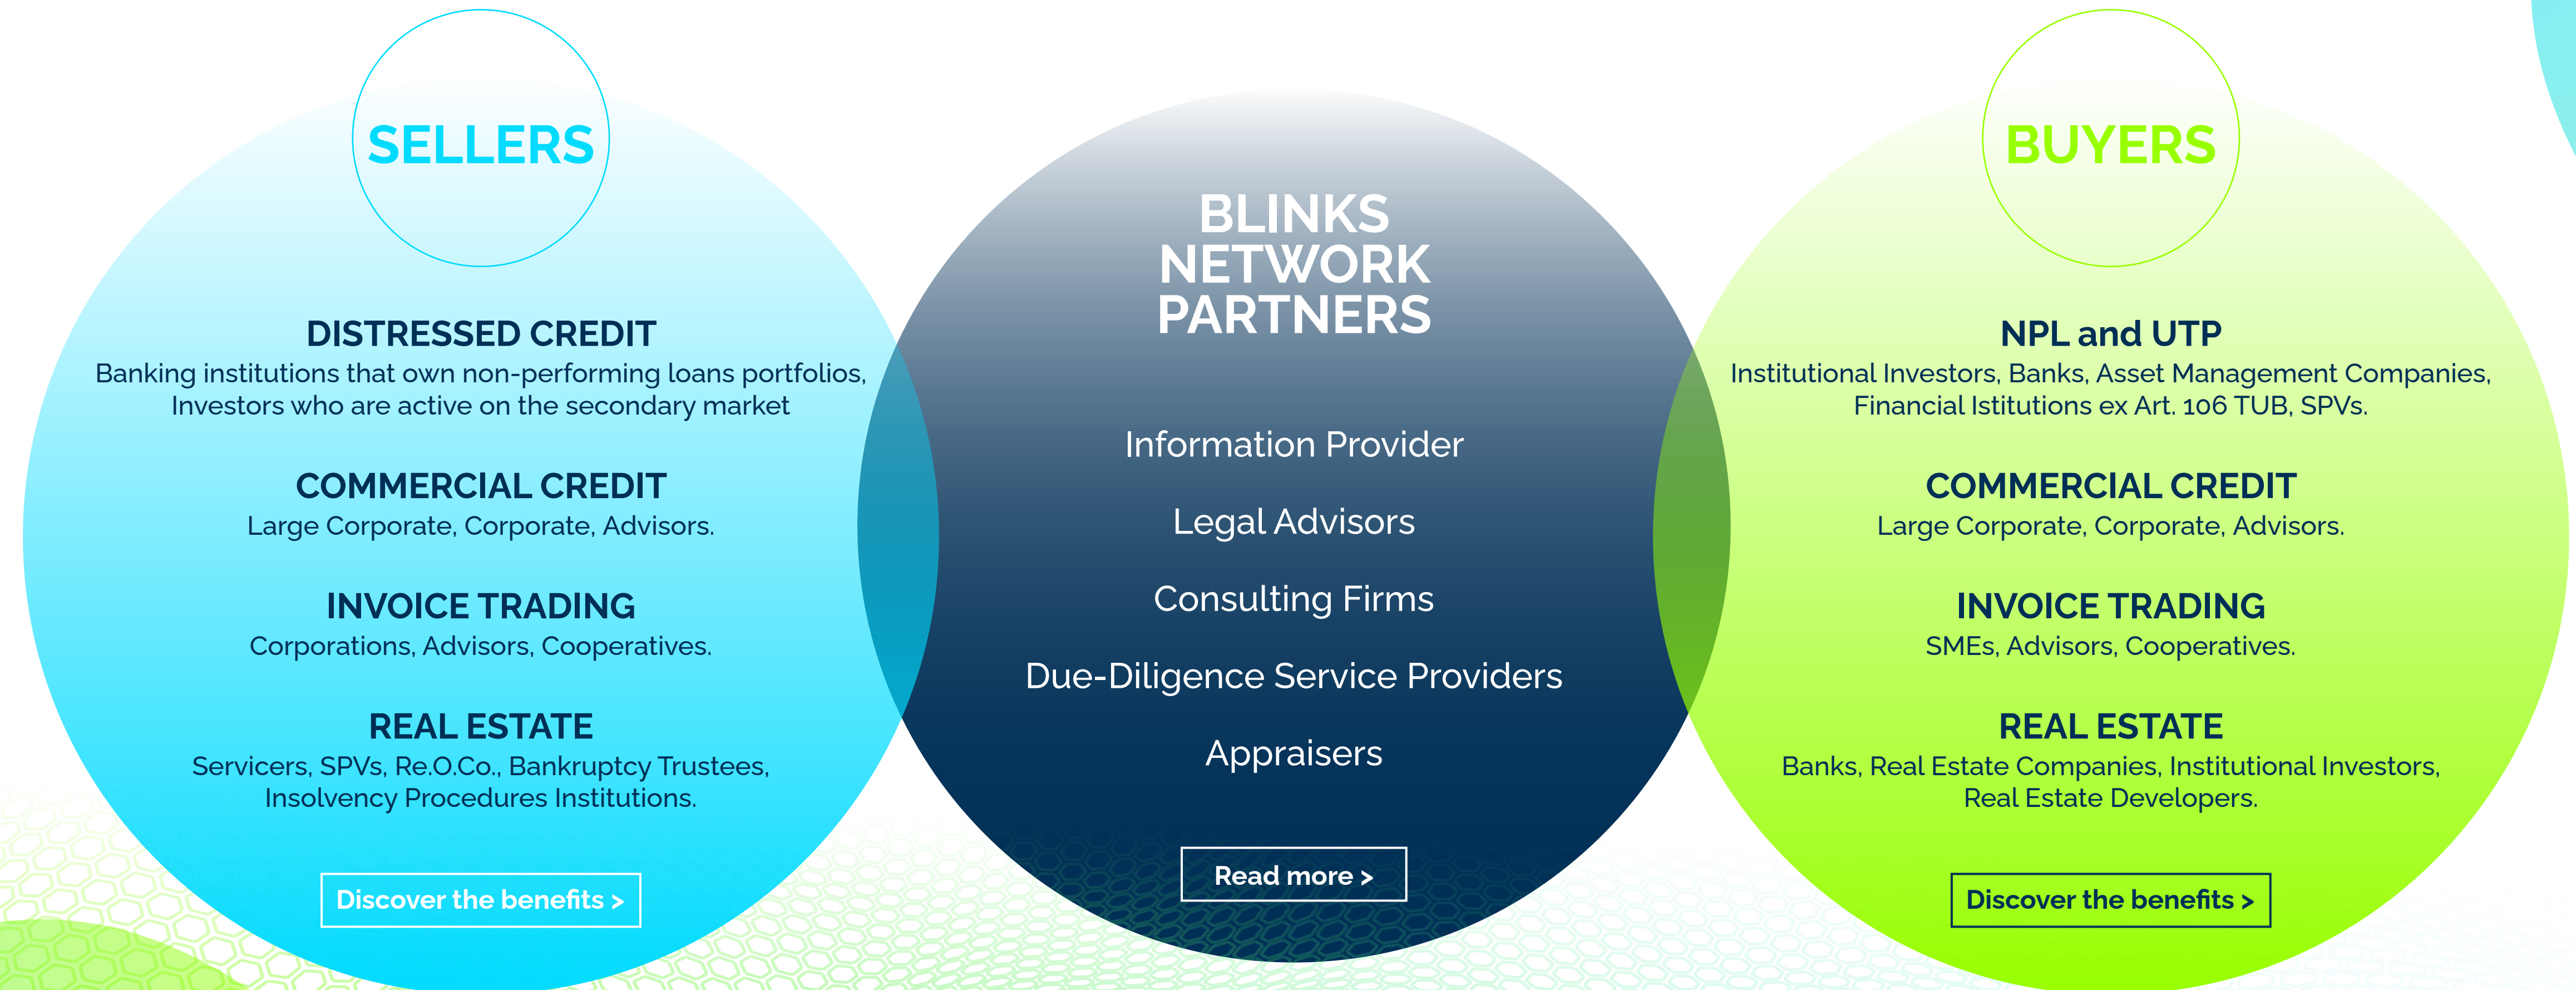 SELLERS
DISTRESSED CREDIT
Banking institutions that own non-performing loans portfolios,
Investors who are active on the secondary market
COMMERCIAL CREDIT
Large Corporate, Corporate, Advisors.
INVOICE TRADING
Corporations, Advisors, Cooperatives.
REAL ESTATE
Servicers, SPVs, Re.O.Co., Bankruptcy Trustees,
Insolvency Procedures Institutions.
Discover the benefits >
BLINKS
NETWORK
PARTNERS
Information Provider
Legal Advisors
Consulting Firms
Due-Diligence Service Providers
Appraisers
Read more >
BUYERS
NPL and UTP
Institutional Investors, Banks, Asset Management Companies,
Financial Istitutions ex Art. 106 TUB, SPVs.
COMMERCIAL CREDIT
Large Corporate, Corporate, Advisors.
INVOICE TRADING
SMEs, Advisors, Cooperatives.
REAL ESTATE
Banks, Real Estate Companies, Institutional Investors,
Real Estate Developers.
Discover the benefits >